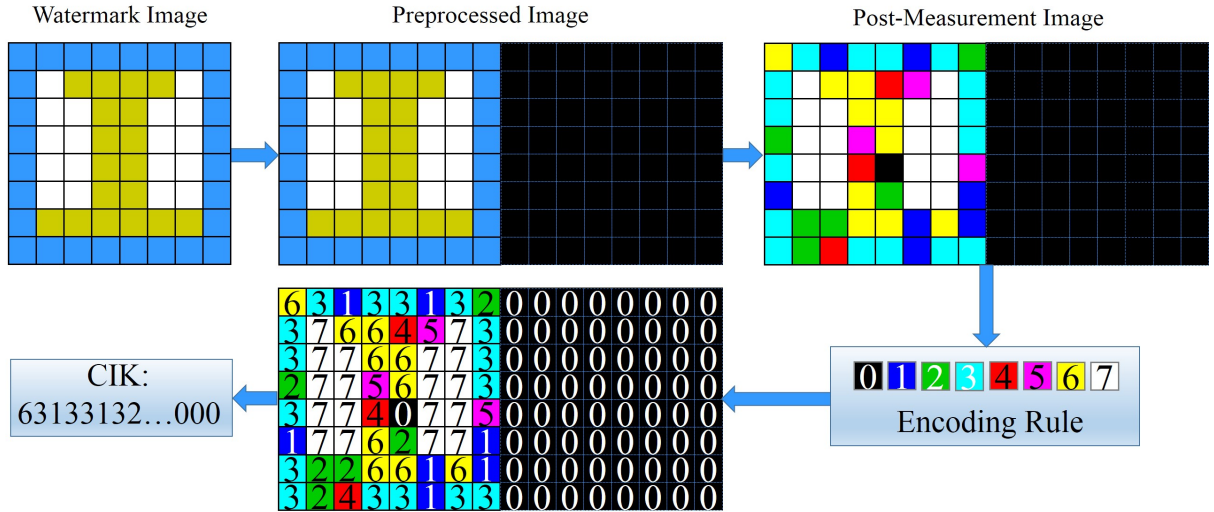 Watermark Image
Preprocessed Image
Post-Measurement Image
6 3 1 3 3 1 3 2 0 0 0 0 0 0 0 0
3 7 6 6 4 5 7 3 0 0 0 0 0 0 0 0
3 7 7 6 6 7 7 3 0 0 0 0 0 0 0 0
2 7 7 5 6 7 7 3 0 0 0 0 0 0 0 0
3 7 7 4 0 7 7 5 0 0 0 0 0 0 0 0
1 7 7 6 2 7 7 1 0 0 0 0 0 0 0 0
3 2 2 6 6 1 6 1 0 0 0 0 0 0 0 0
3 2 4 3 3 1 3 3 0 0 0 0 0 0 0 0
0 1 2 3 4 5 6 7
Encoding Rule
CIK:
63133132...000